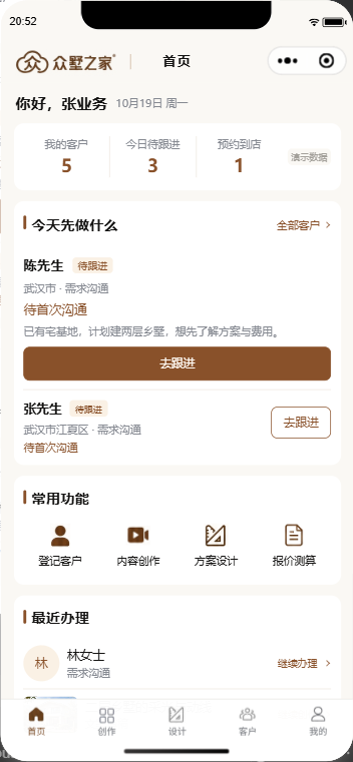 20:52
众墅之家 首页
你好，张业务 10月19日 周一
我的客户 今日待跟进 预约到店
5 3 1 演示数据
今天先做什么 全部客户 >
陈先生 待跟进
武汉市 · 需求沟通
待首次沟通
已有宅基地，计划建两层乡墅，想先了解方案与费用。
去跟进
张先生 待跟进
武汉市江夏区 · 需求沟通
待首次沟通
去跟进
常用功能
登记客户 内容创作 方案设计 报价测算
最近办理
林 林女士
需求沟通
继续办理 >
首页 创作 设计 客户 我的